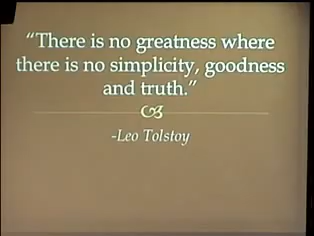 “There is no greatness where
there is no simplicity, goodness
and truth.”
-Leo Tolstoy